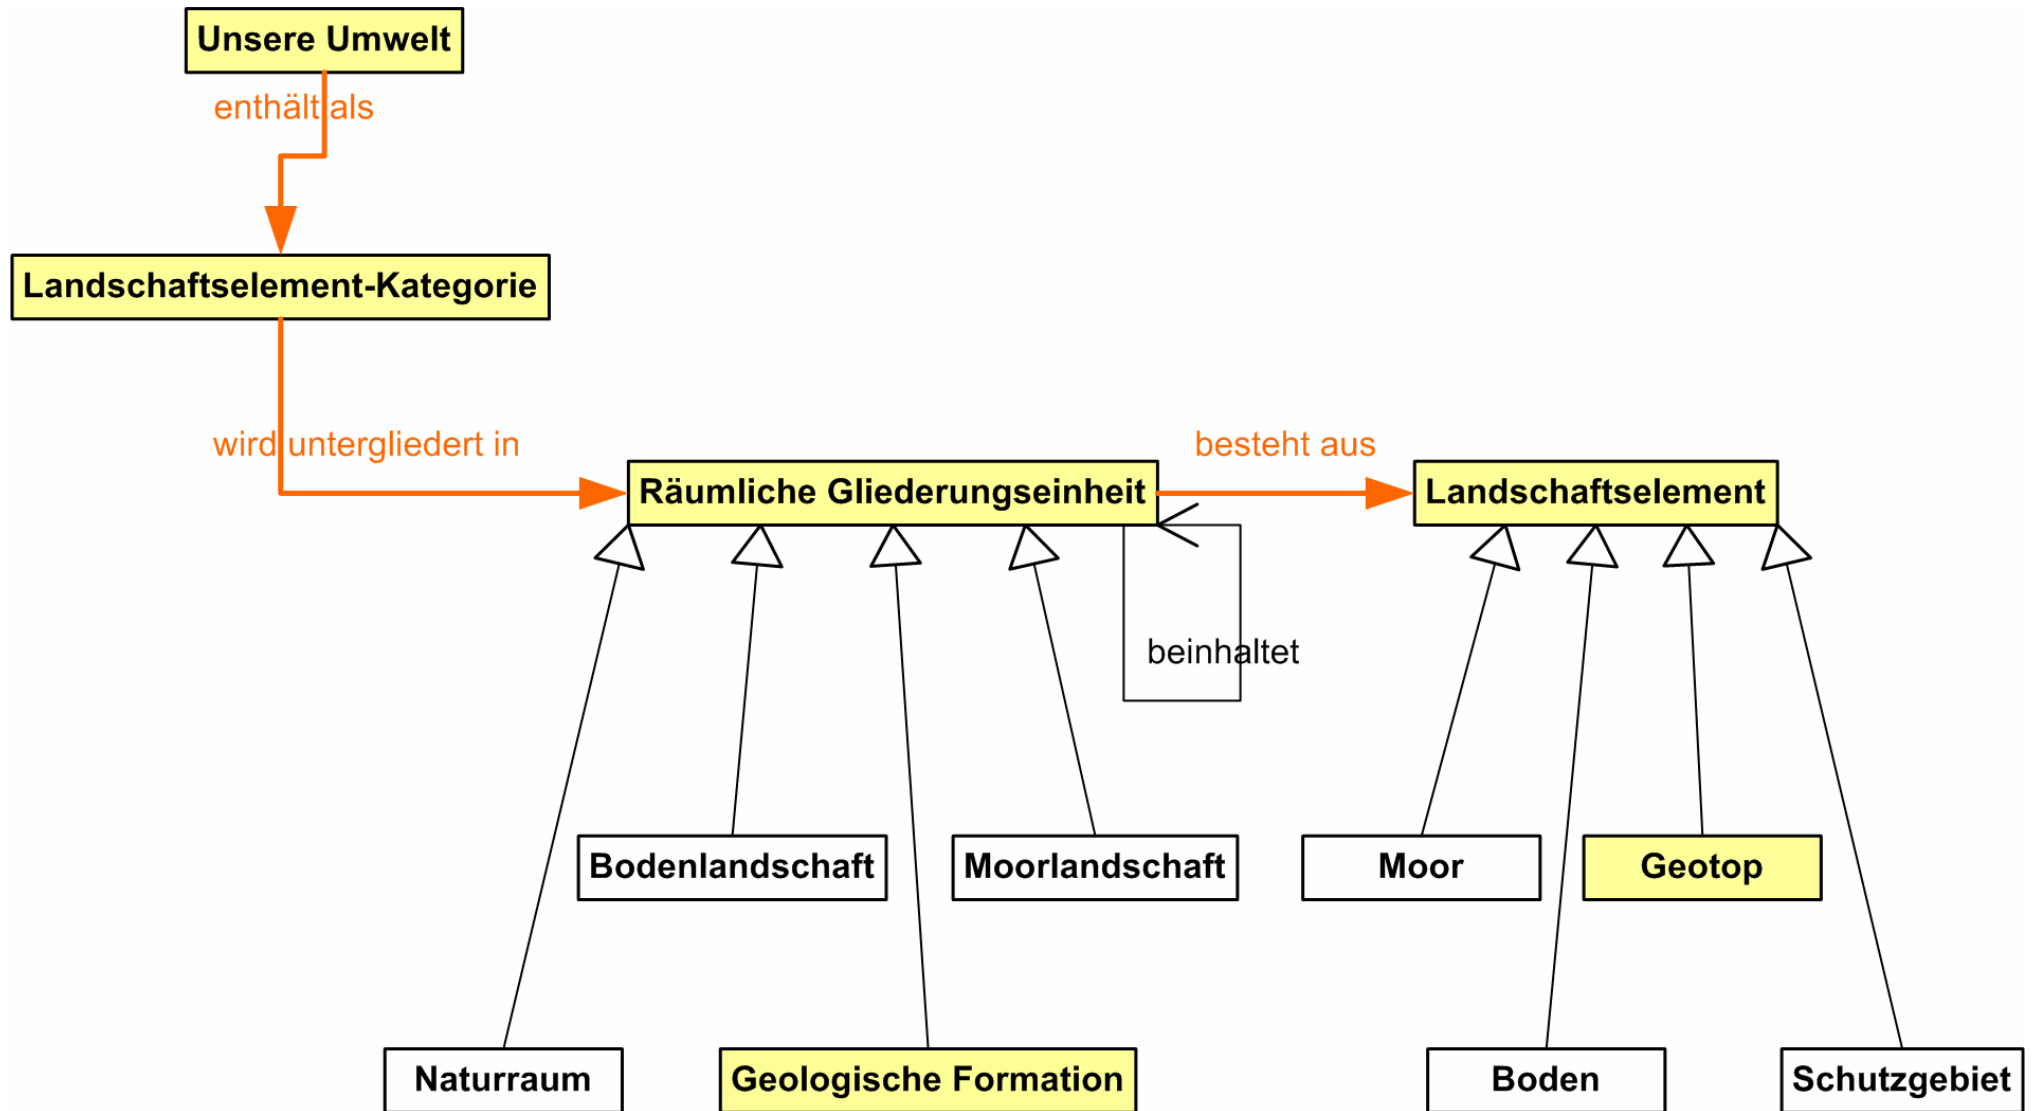 Unsere Umwelt
enthält als
Landschaftselement-Kategorie
wird untergliedert in
besteht aus
Räumliche Gliederungseinheit
Landschaftselement
beinhaltet
Bodenlandschaft
Moorlandschaft
Moor
Geotop
Naturraum
Geologische Formation
Boden
Schutzgebiet